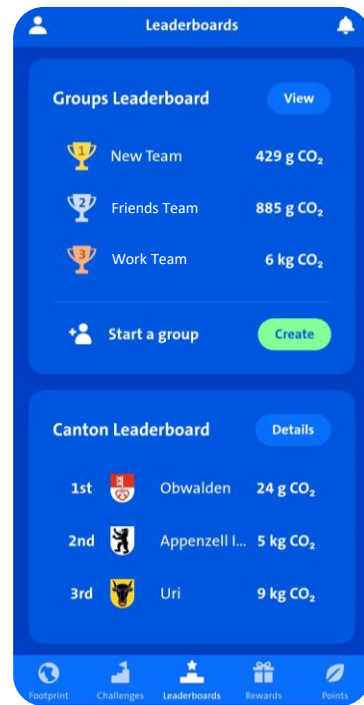 Leaderboards
Groups Leaderboard View
1 New Team 429 g CO₂
2 Friends Team 885 g CO₂
3 Work Team 6 kg CO₂
Start a group Create
Canton Leaderboard Details
1st Obwalden 24 g CO₂
2nd Appenzell I... 5 kg CO₂
3rd Uri 9 kg CO₂
Footprint Challenges Leaderboards Rewards Points